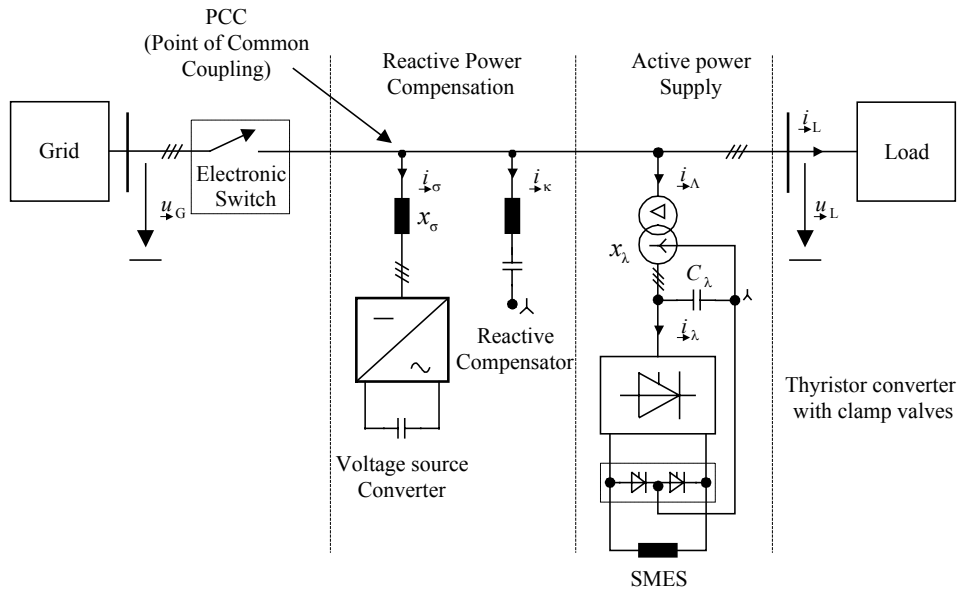 PCC
(Point of Common
Coupling)
Reactive Power
Compensation
Active power
Supply
Grid
Electronic
Switch
Load
u_G
i_σ
x_σ
i_κ
i_Λ
x_λ
C_λ
i_λ
i_L
u_L
Reactive
Compensator
Voltage source
Converter
Thyristor converter
with clamp valves
SMES